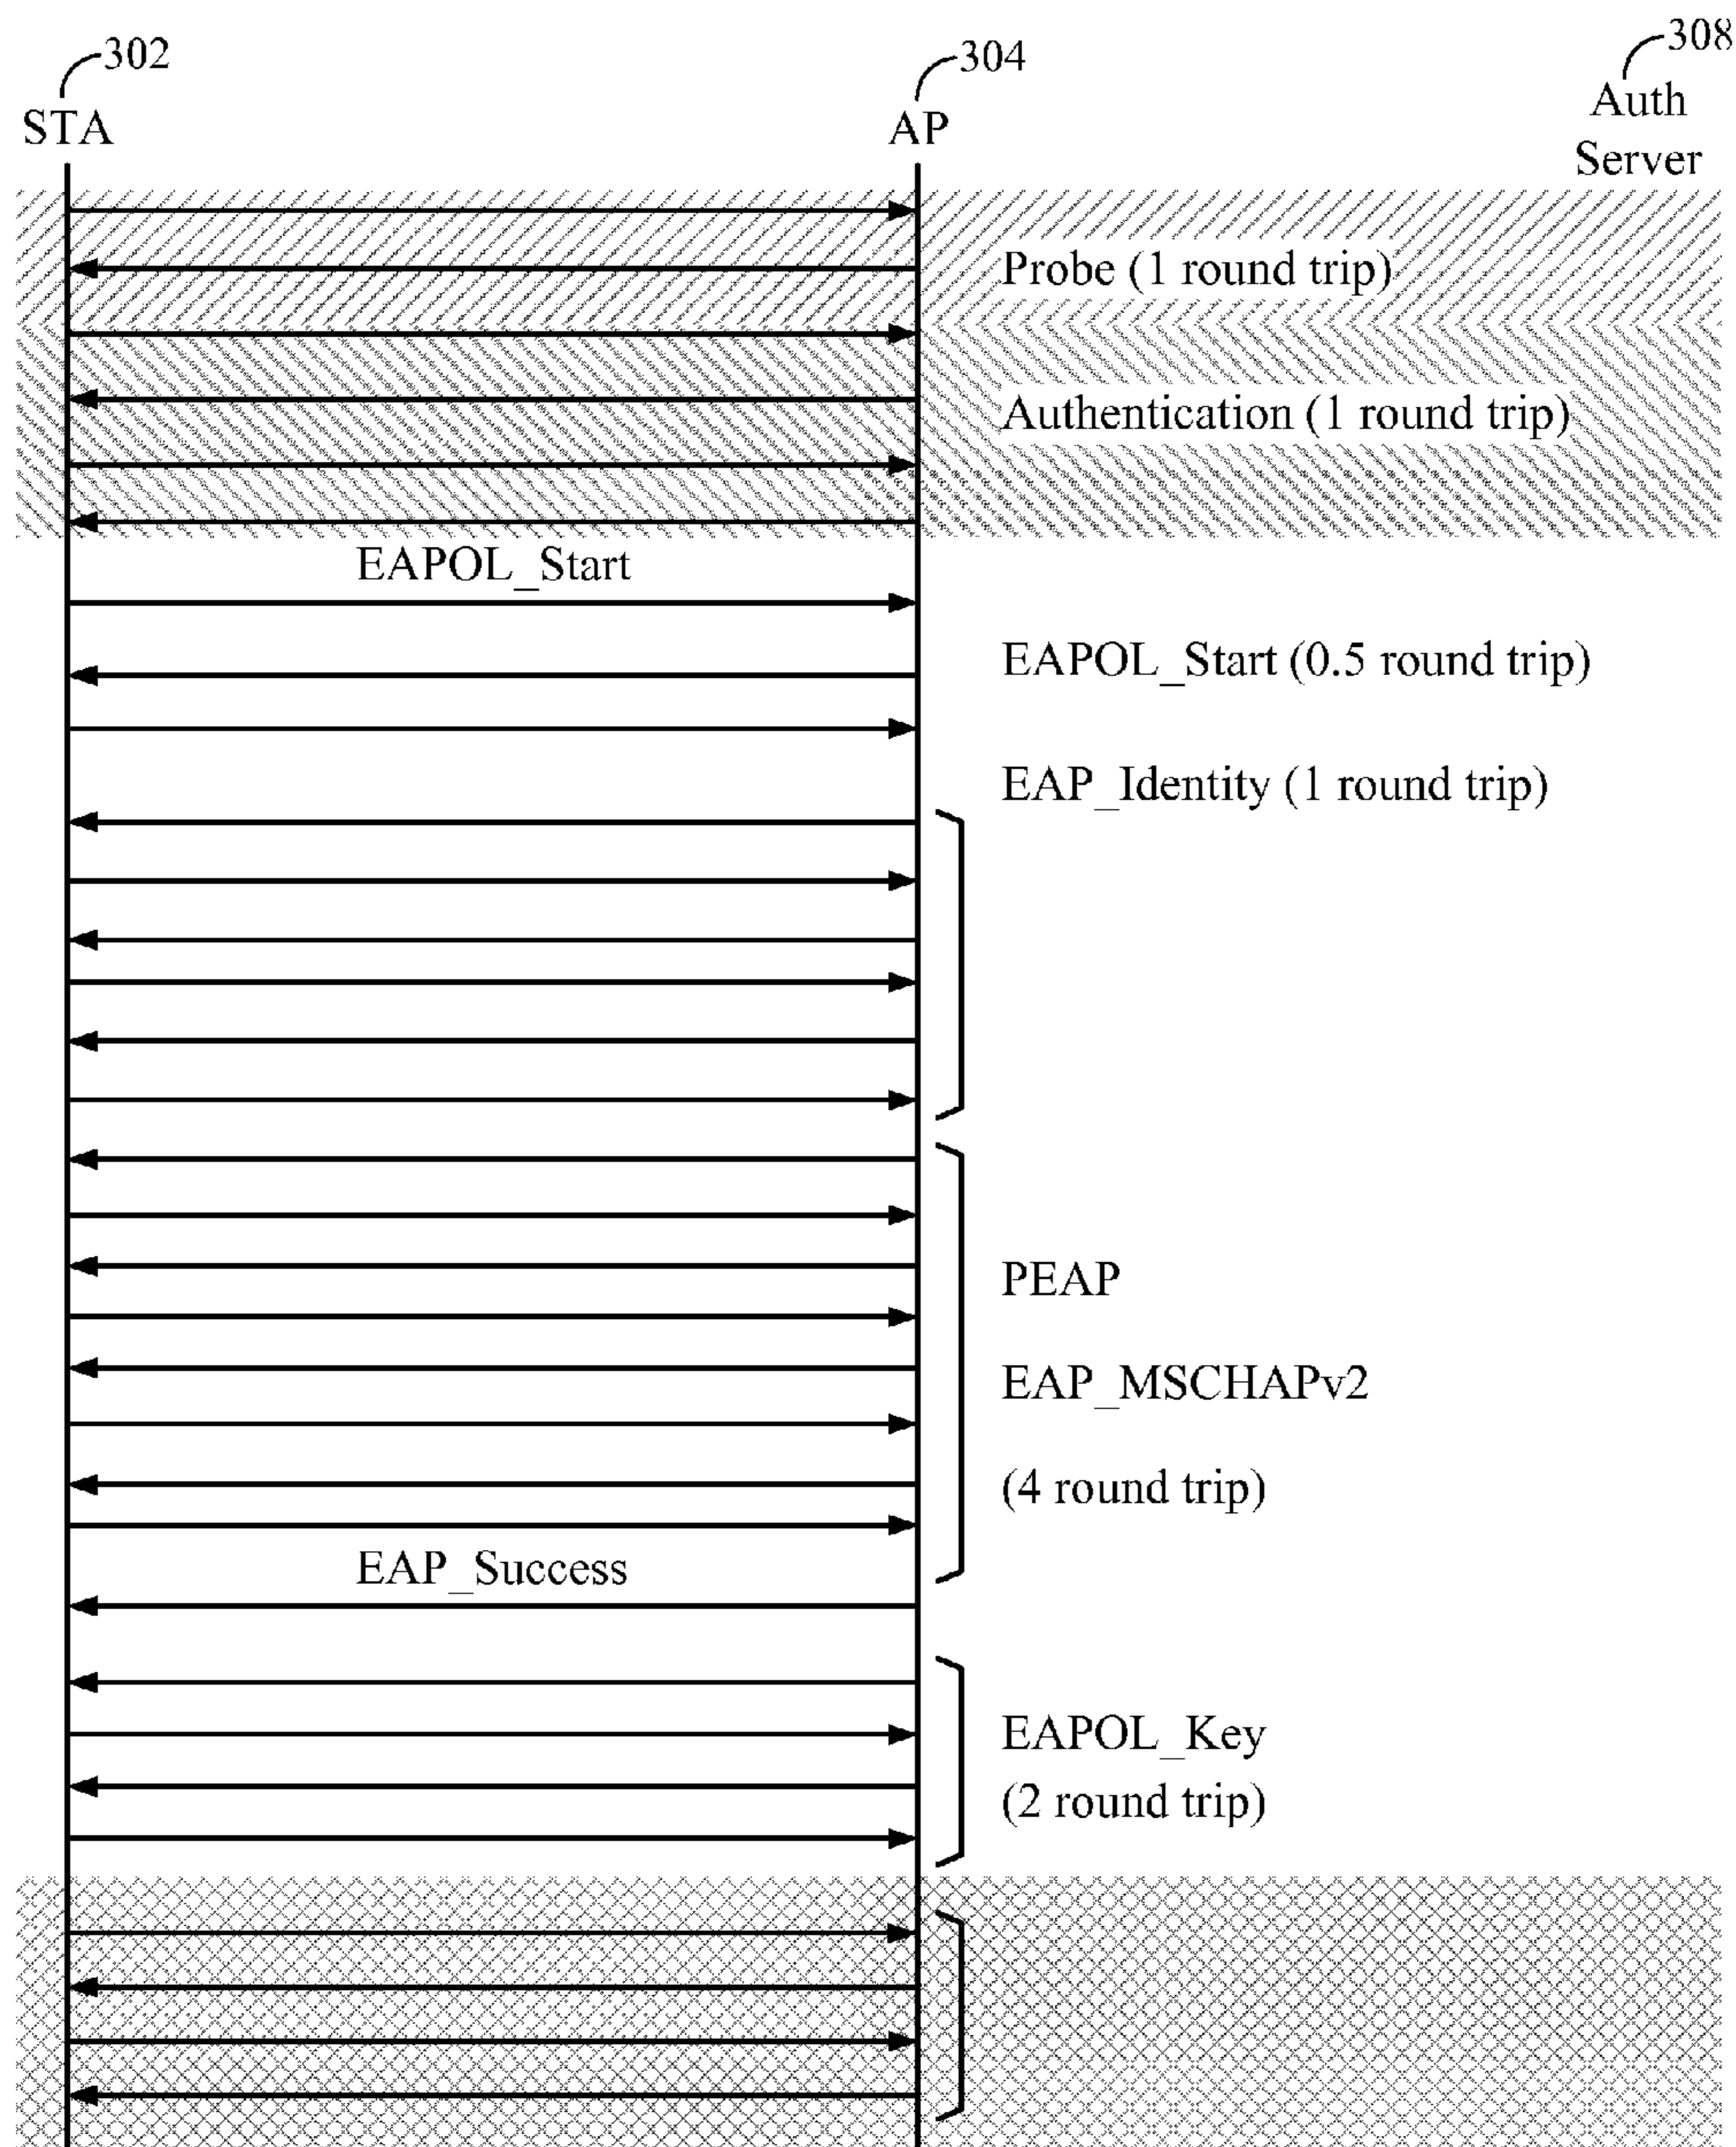 302
304
308
STA
AP
Auth
Server
Probe (1 round trip)
Authentication (1 round trip)
EAPOL_Start
EAPOL_Start (0.5 round trip)
EAP_Identity (1 round trip)
PEAP
EAP_MSCHAPv2
(4 round trip)
EAP_Success
EAPOL_Key
(2 round trip)